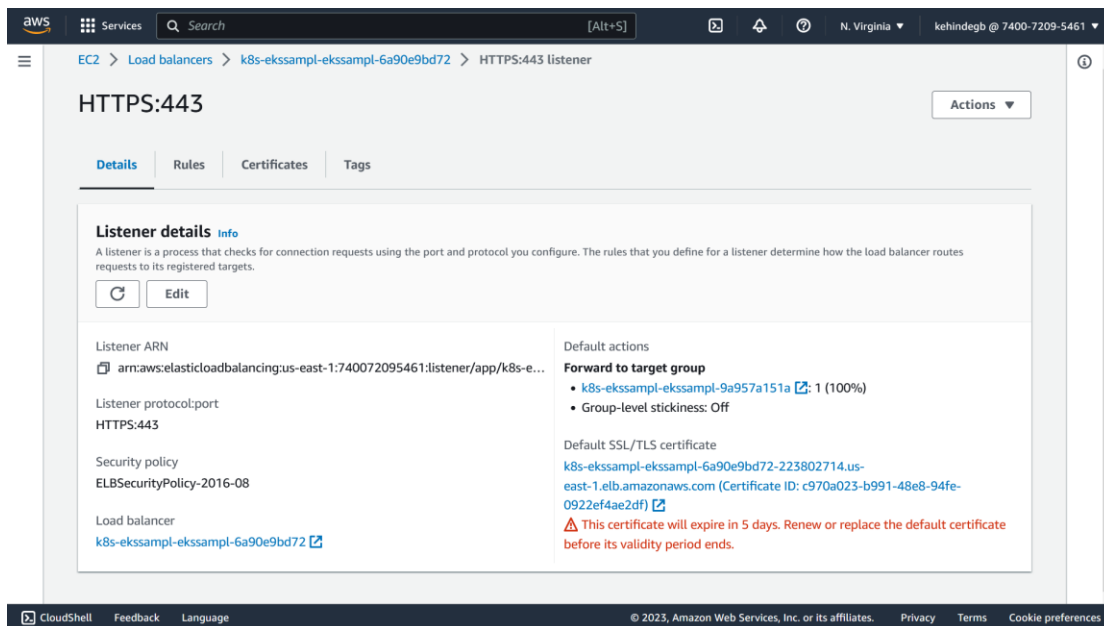 aws
Services
Search
[Alt+S]
N. Virginia
kehindegb @ 7400-7209-5461
EC2 > Load balancers > k8s-ekssampl-ekssampl-6a90e9bd72 > HTTPS:443 listener
HTTPS:443
Actions
Details
Rules
Certificates
Tags
Listener details Info
A listener is a process that checks for connection requests using the port and protocol you configure. The rules that you define for a listener determine how the load balancer routes
requests to its registered targets.
Edit
Listener ARN
arn:aws:elasticloadbalancing:us-east-1:740072095461:listener/app/k8s-e...
Listener protocol:port
HTTPS:443
Security policy
ELBSecurityPolicy-2016-08
Load balancer
k8s-ekssampl-ekssampl-6a90e9bd72
Default actions
Forward to target group
• k8s-ekssampl-ekssampl-9a957a151a : 1 (100%)
• Group-level stickiness: Off
Default SSL/TLS certificate
k8s-ekssampl-ekssampl-6a90e9bd72-223802714.us-
east-1.elb.amazonaws.com (Certificate ID: c970a023-b991-48e8-94fe-
0922ef4ae2df)
This certificate will expire in 5 days. Renew or replace the default certificate
before its validity period ends.
CloudShell
Feedback
Language
© 2023, Amazon Web Services, Inc. or its affiliates.
Privacy
Terms
Cookie preferences